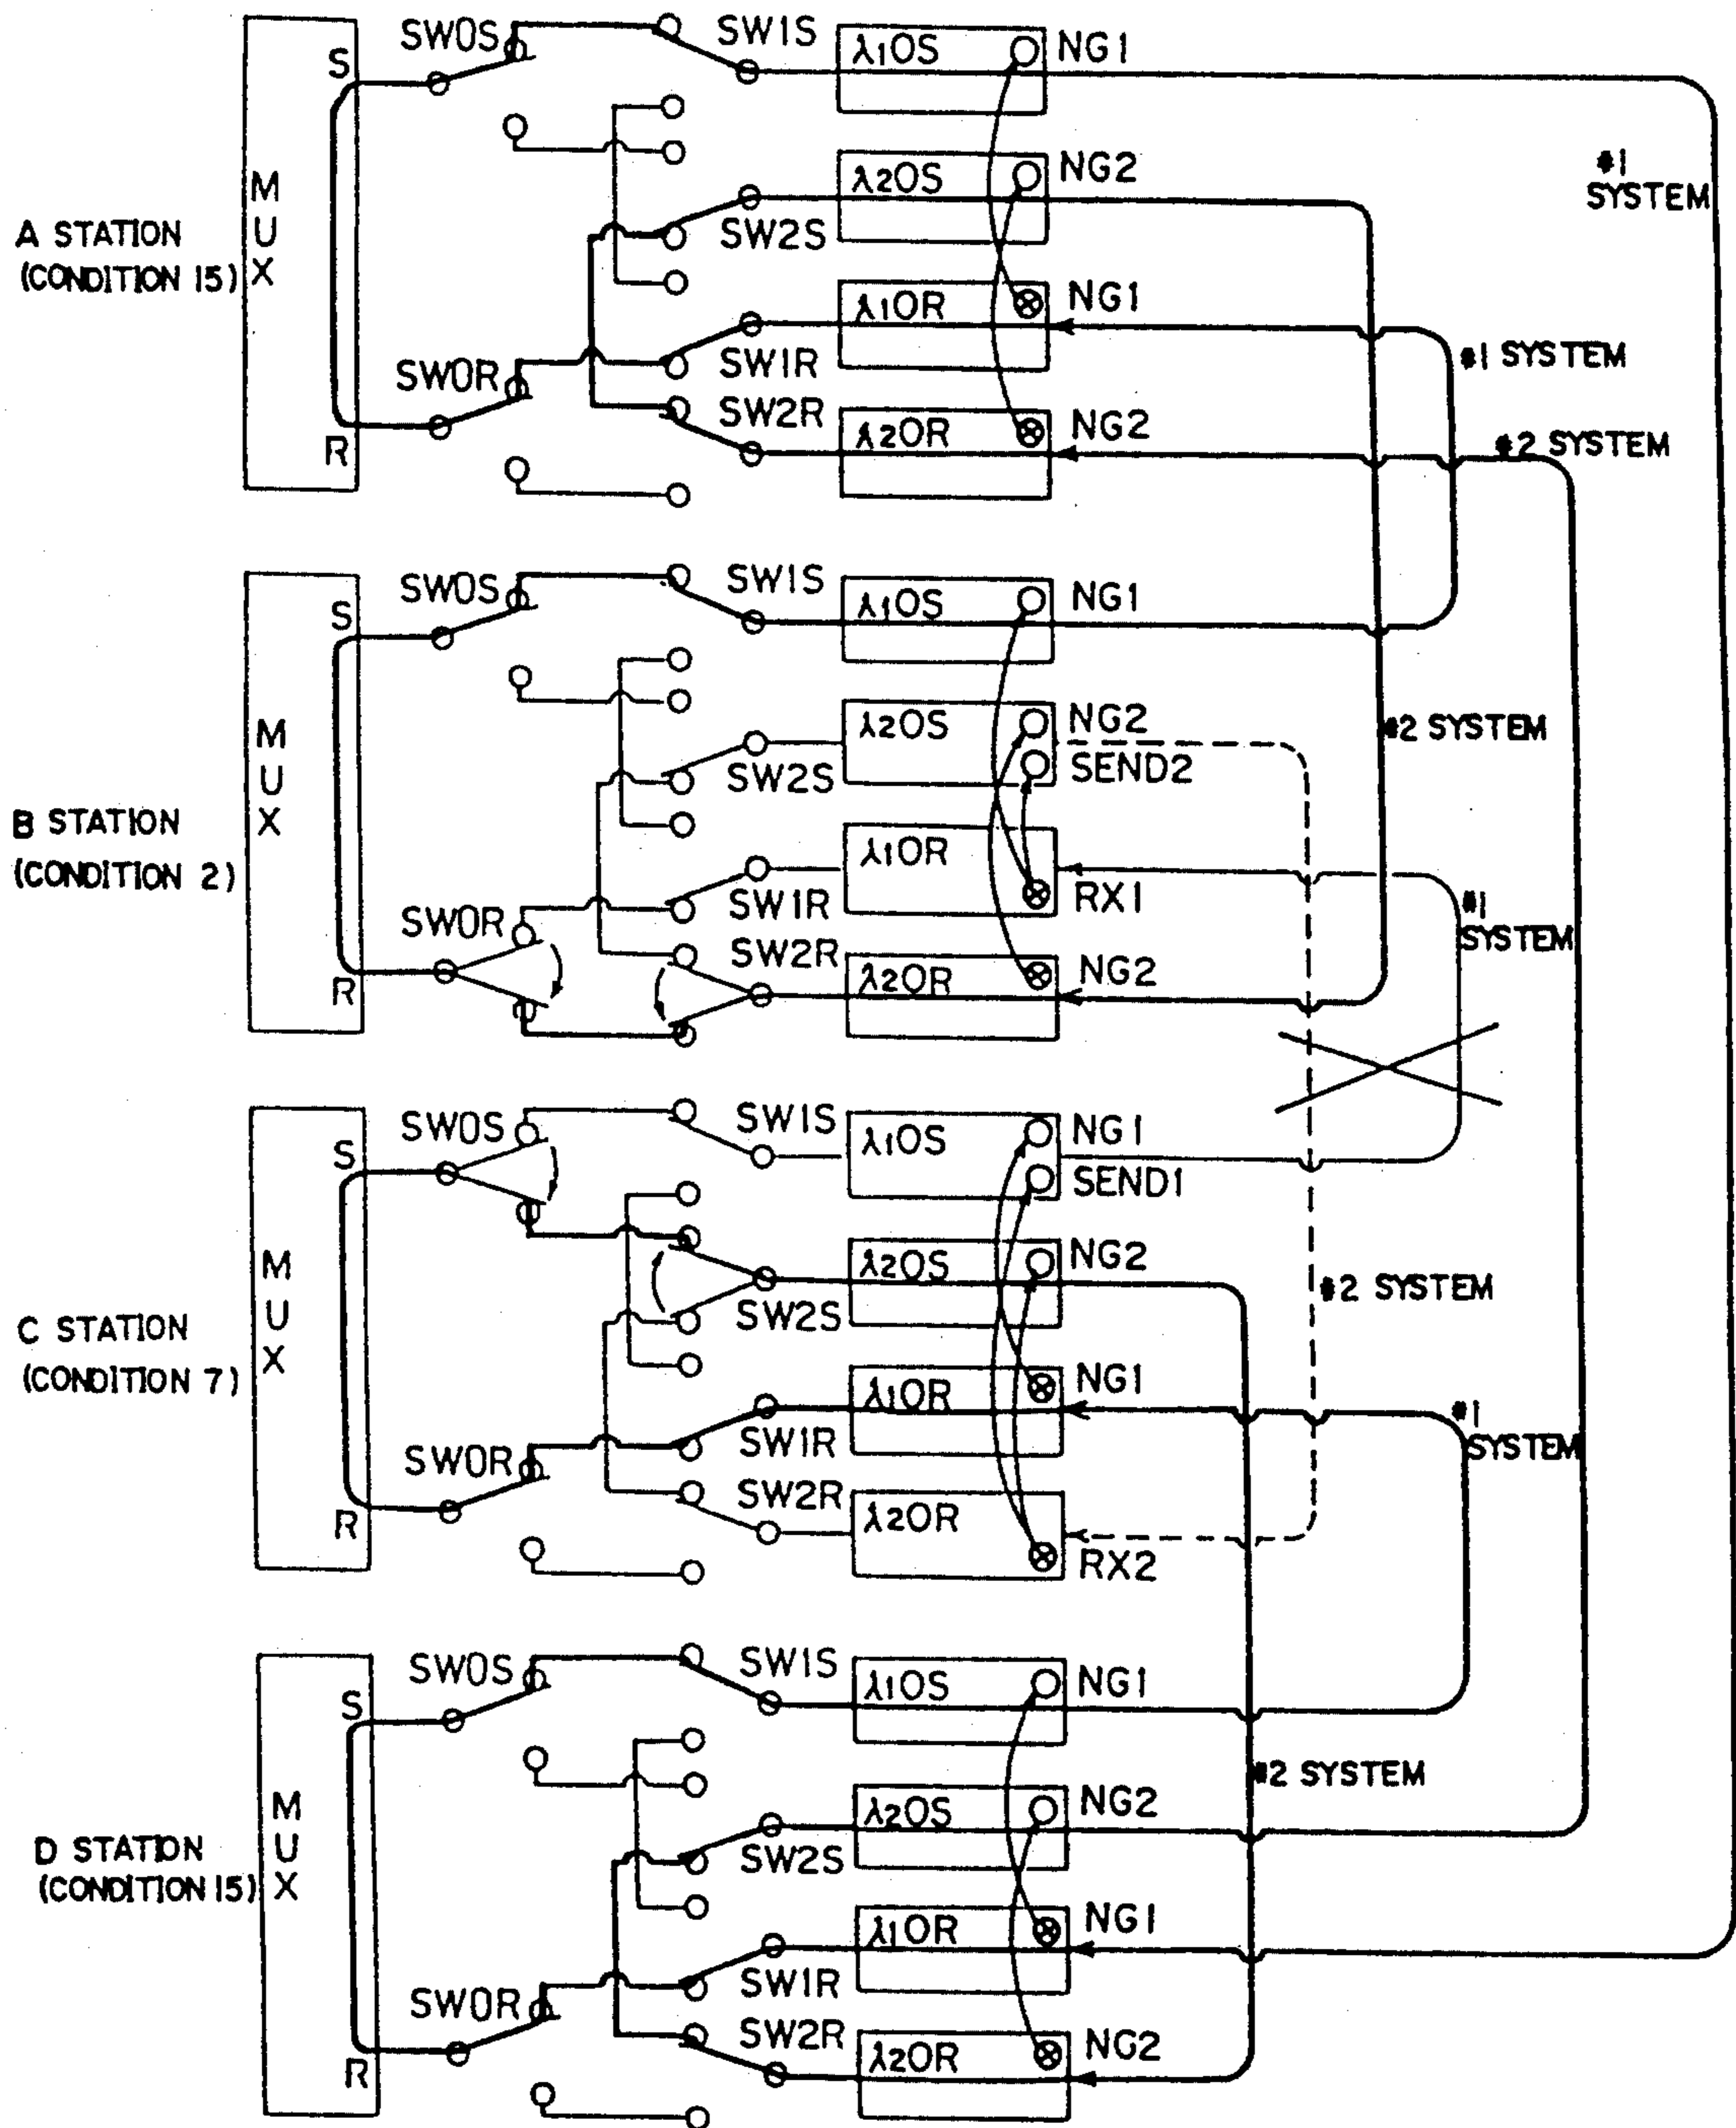 SW0S
SW1S
λ1OS
NG1
S
#1
SYSTEM
λ2OS
NG2
MUX
SW2S
A STATION
(CONDITION 15)
λ1OR
NG1
#1 SYSTEM
SW1R
SW0R
SW2R
λ2OR
NG2
#2 SYSTEM
R
SW0S
SW1S
λ1OS
NG1
S
λ2OS
NG2
#2 SYSTEM
SEND2
MUX
SW2S
B STATION
(CONDITION 2)
λ1OR
RX1
SW1R
#1
SYSTEM
SW0R
SW2R
λ2OR
NG2
R
SW0S
SW1S
λ1OS
NG1
S
SEND1
λ2OS
NG2
MUX
#2 SYSTEM
SW2S
C STATION
(CONDITION 7)
λ1OR
NG1
#1
SYSTEM
SW1R
SW0R
SW2R
λ2OR
R
RX2
SW0S
SW1S
λ1OS
NG1
S
#2 SYSTEM
λ2OS
NG2
MUX
SW2S
D STATION
(CONDITION 15)
λ1OR
NG1
SW1R
SW0R
SW2R
λ2OR
NG2
R